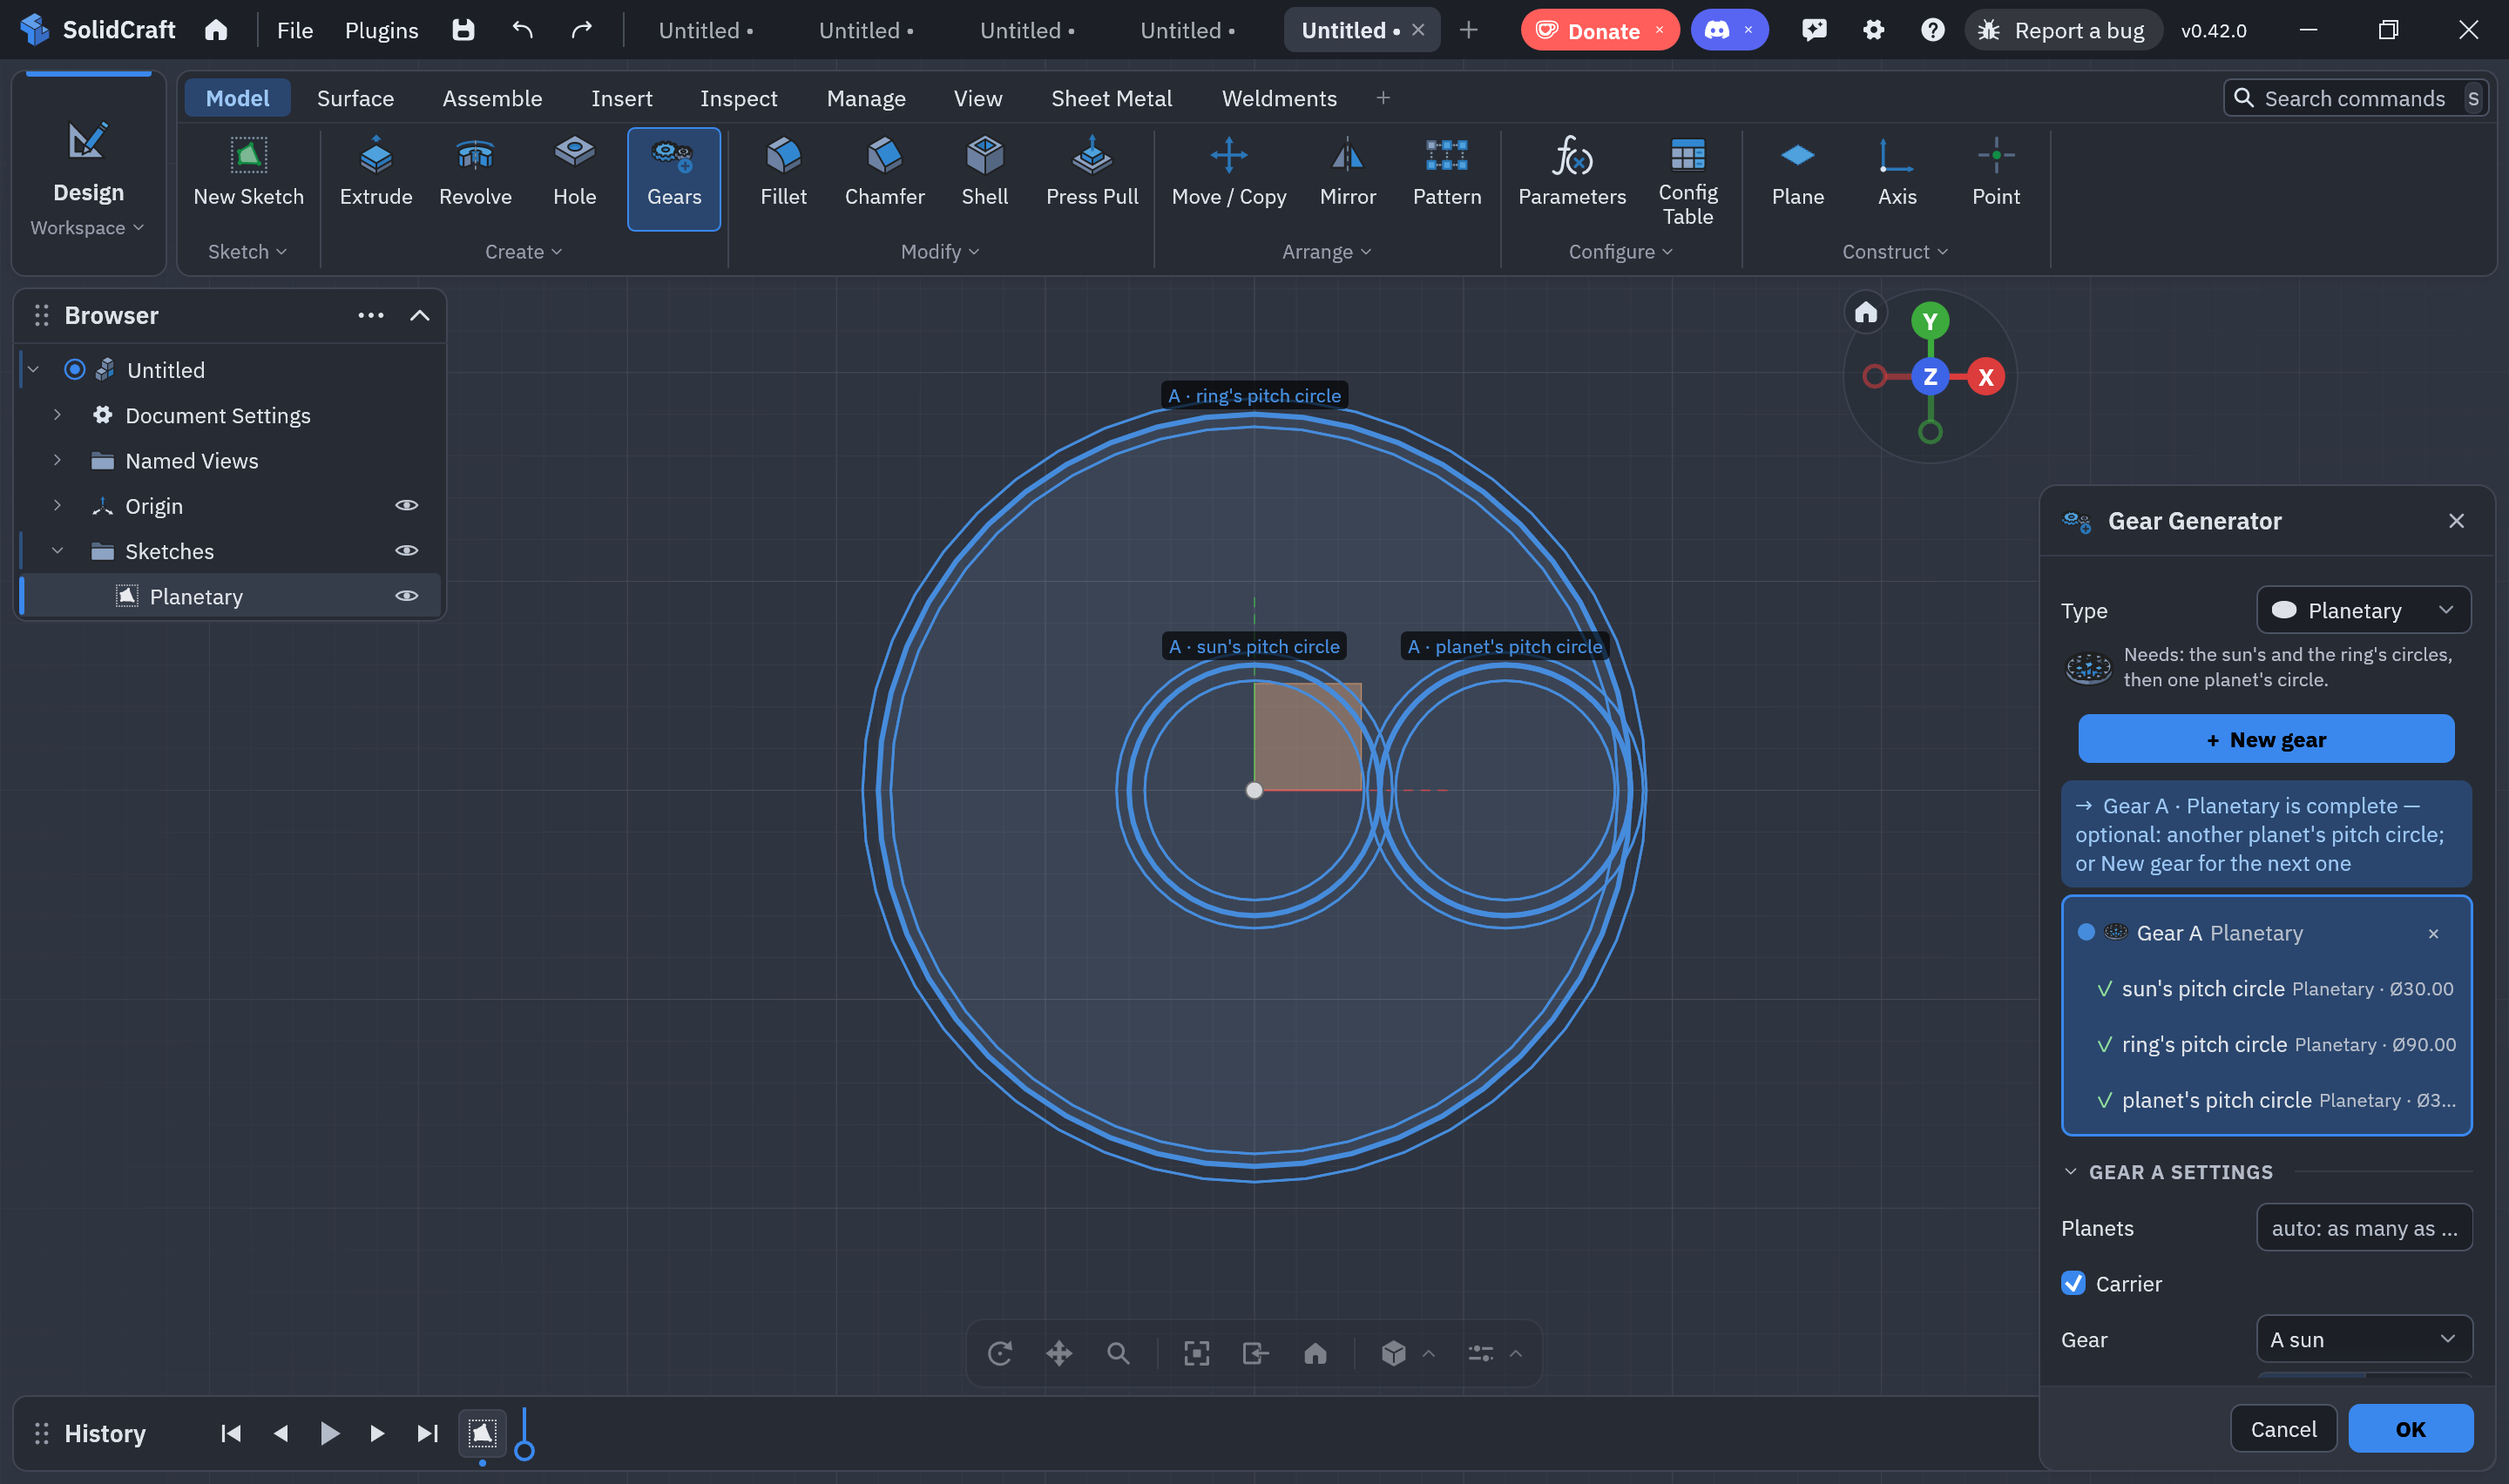 SolidCraft
File
Plugins
Untitled •
Untitled •
Untitled •
Untitled •
Untitled •
Donate
Report a bug
v0.42.0
Design
Workspace
Model
Surface
Assemble
Insert
Inspect
Manage
View
Sheet Metal
Weldments
Search commands
S
New Sketch
Extrude
Revolve
Hole
Gears
Fillet
Chamfer
Shell
Press Pull
Move / Copy
Mirror
Pattern
Parameters
Config
Table
Plane
Axis
Point
Sketch
Create
Modify
Arrange
Configure
Construct
Browser
Untitled
Document Settings
Named Views
Origin
Sketches
Planetary
A · ring's pitch circle
A · sun's pitch circle
A · planet's pitch circle
Y
Z
X
Gear Generator
Type
Planetary
Needs: the sun's and the ring's circles,
then one planet's circle.
+ New gear
→ Gear A · Planetary is complete —
optional: another planet's pitch circle;
or New gear for the next one
Gear A Planetary
sun's pitch circle Planetary · Ø30.00
ring's pitch circle Planetary · Ø90.00
planet's pitch circle Planetary · Ø3...
GEAR A SETTINGS
Planets
auto: as many as ...
Carrier
Gear
A sun
Cancel
OK
History